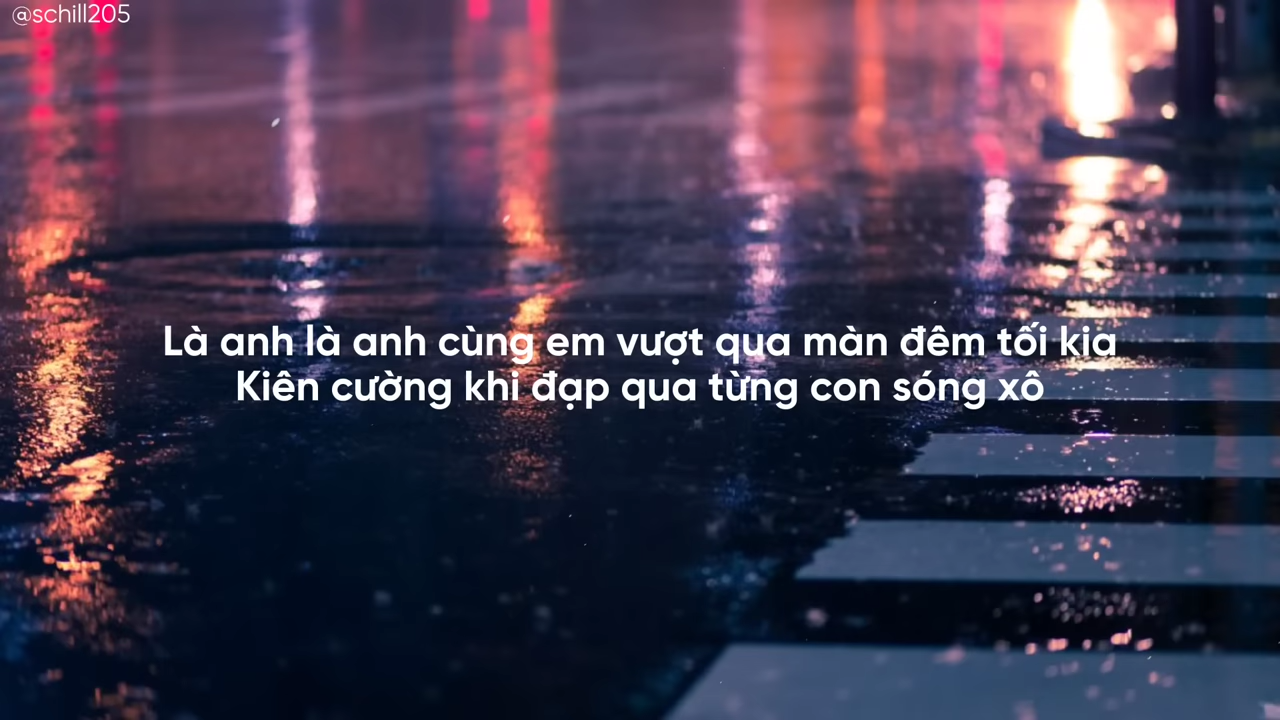 @schill205
Là anh là anh cùng em vượt qua màn đêm tối kia
Kiên cường khi đạp qua từng con sóng xô